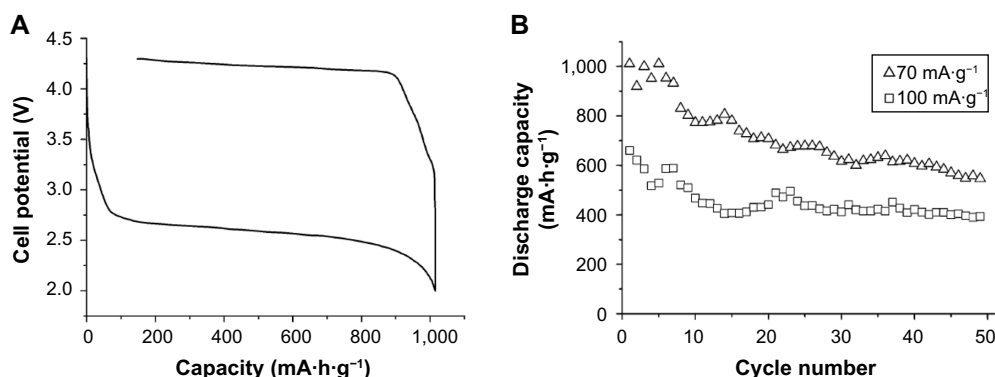 A
Cell potential (V)
4.5
4.0
3.5
3.0
2.5
2.0
0 200 400 600 800 1,000
Capacity (mA·h·g⁻¹)
B
Discharge capacity
(mA·h·g⁻¹)
1,000
800
600
400
200
0
△70 mA·g⁻¹
□100 mA·g⁻¹
0 10 20 30 40 50
Cycle number